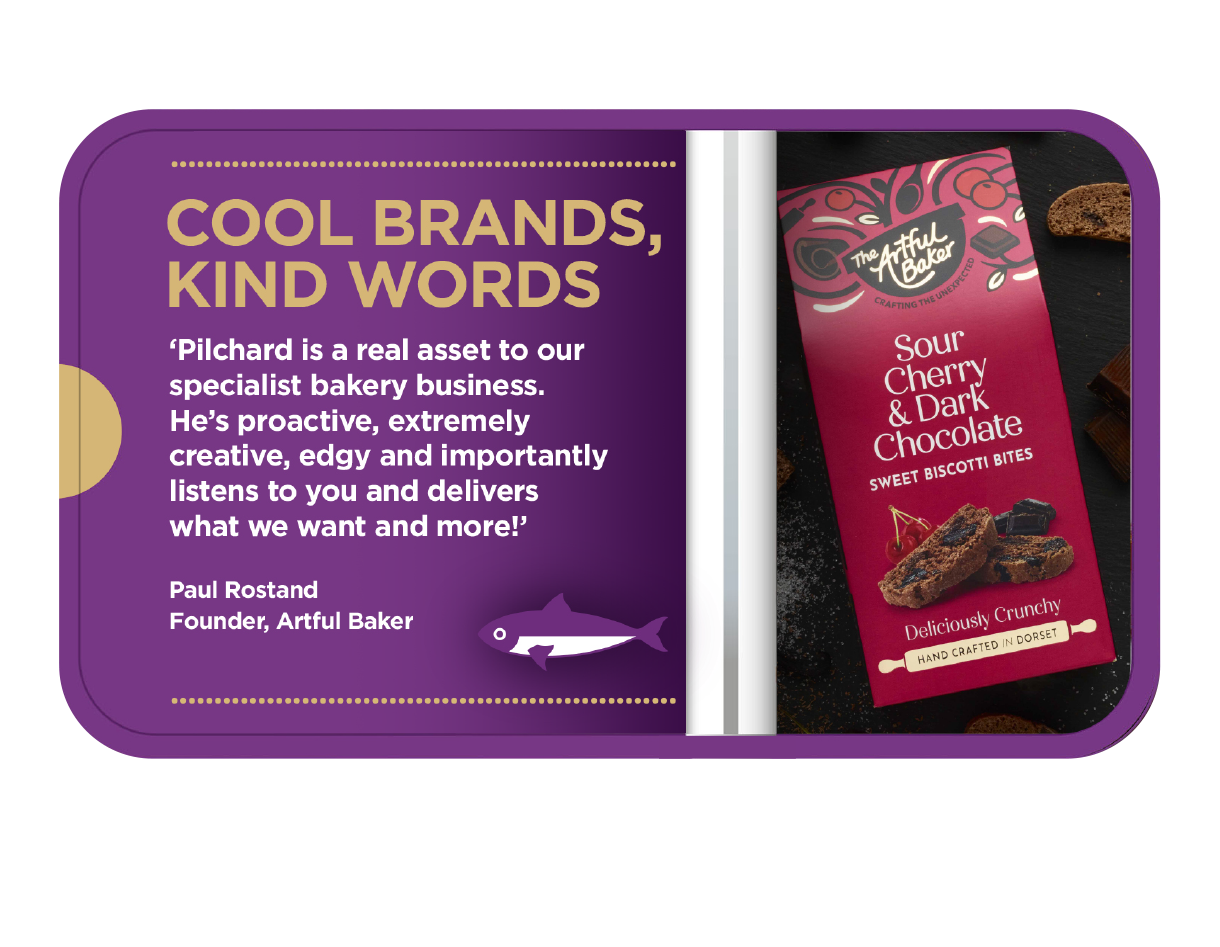 COOL BRANDS,
KIND WORDS
‘Pilchard is a real asset to our
specialist bakery business.
He’s proactive, extremely
creative, edgy and importantly
listens to you and delivers
what we want and more!’
Paul Rostand
Founder, Artful Baker
The
Artful
Baker
CRAFTING THE UNEXPECTED
Sour
Cherry
& Dark
Chocolate
SWEET BISCOTTI BITES
Deliciously Crunchy
HAND CRAFTED IN DORSET